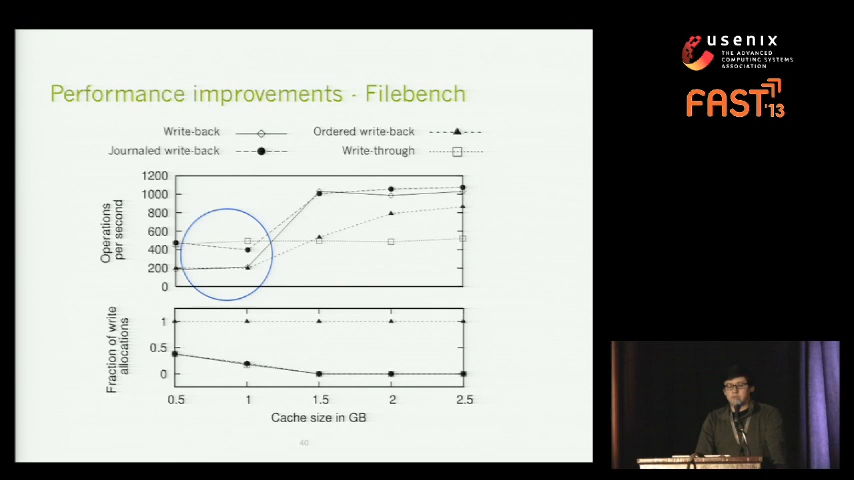 Performance improvements - Filebench
Write-back
Ordered write-back
Journaled write-back
Write-through
1200
1000
800
600
400
200
0
Operations
per second
1
0.5
0
Fraction of write
allocations
0.5 1 1.5 2 2.5
Cache size in GB
40
usenix
THE ADVANCED
COMPUTING SYSTEMS
ASSOCIATION
FAST '13